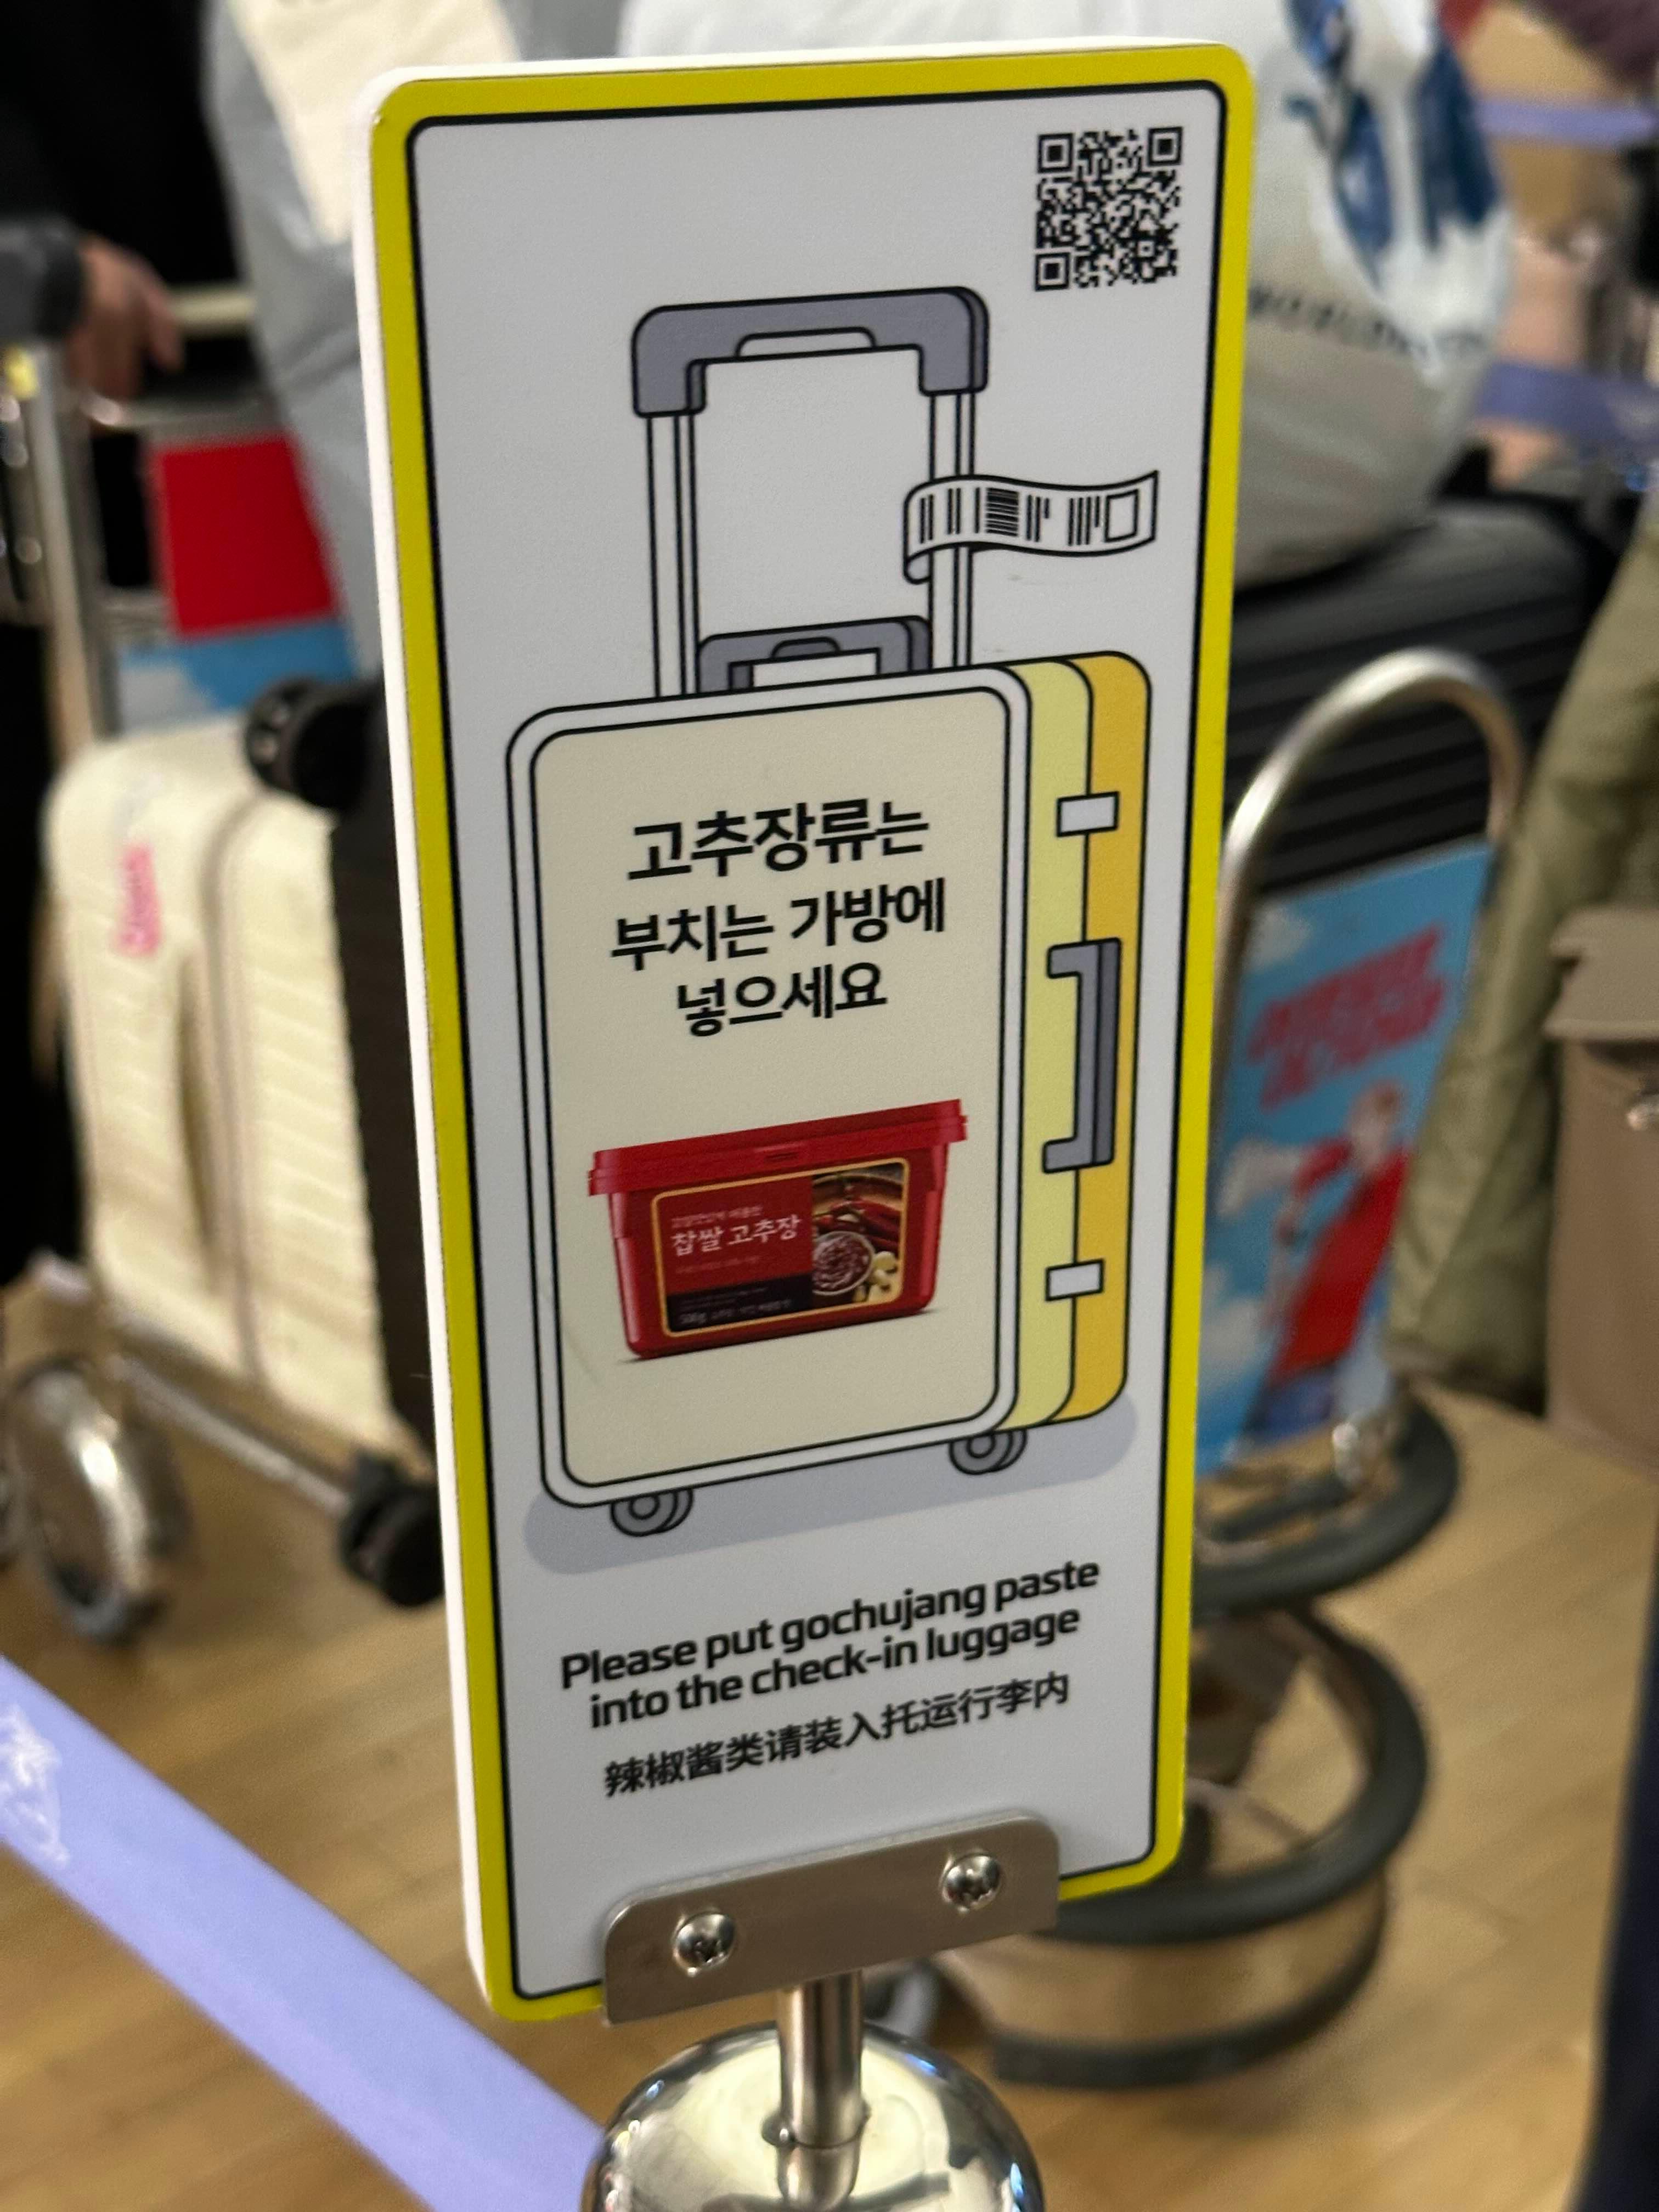 고추장류는
부치는 가방에
넣으세요
찹쌀 고추장
500g
Please put gochujang paste
into the check-in luggage
辣椒酱类请装入托运行李内